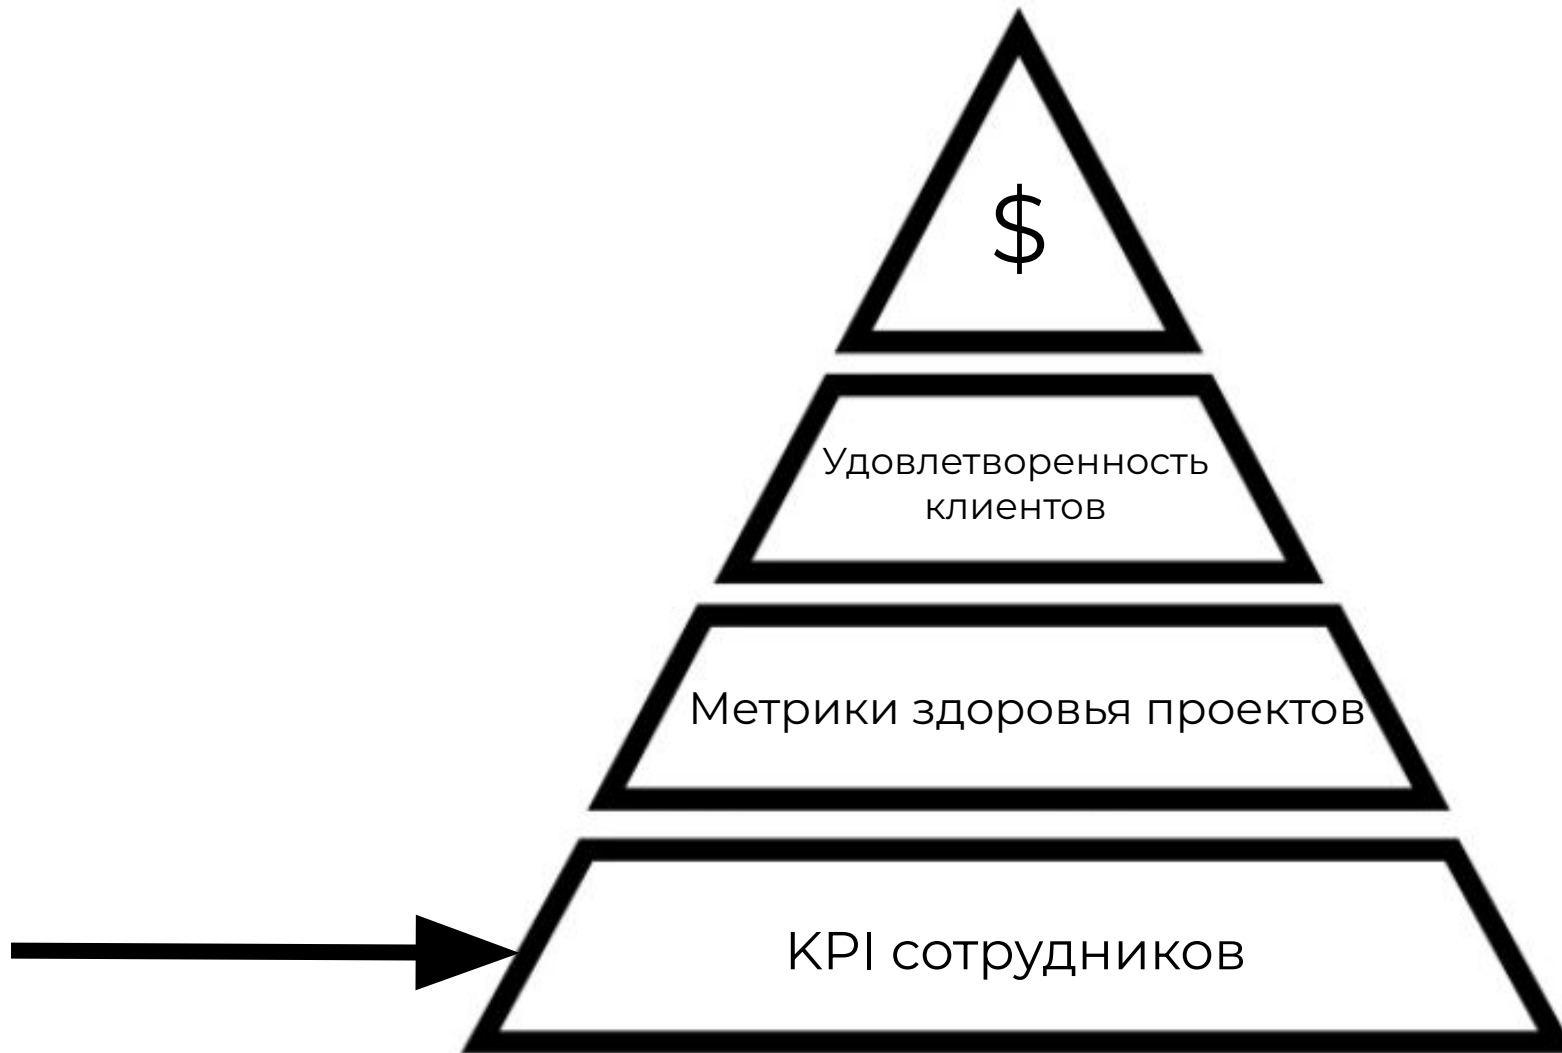 $
Удовлетворенность
клиентов
Метрики здоровья проектов
KPI сотрудников